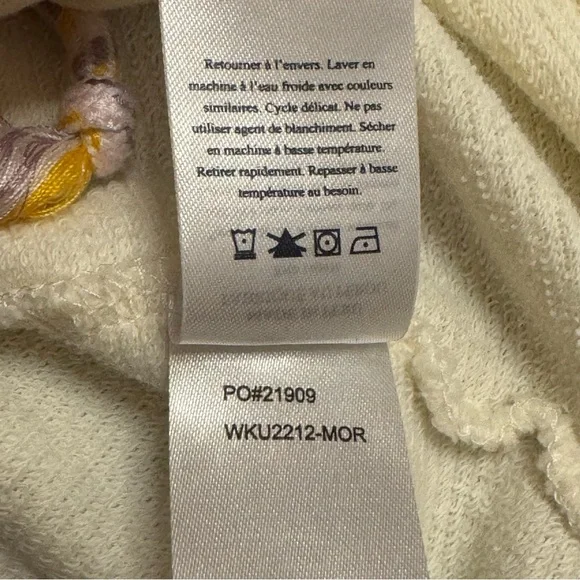 Retourner à l'envers. Laver en
machine à l'eau froide avec couleurs
similaires. Cycle délicat. Ne pas
utiliser agent de blanchiment. Sécher
en machine à basse température.
Retirer rapidement. Repasser à basse
température au besoin.
PO#21909
WKU2212-MOR